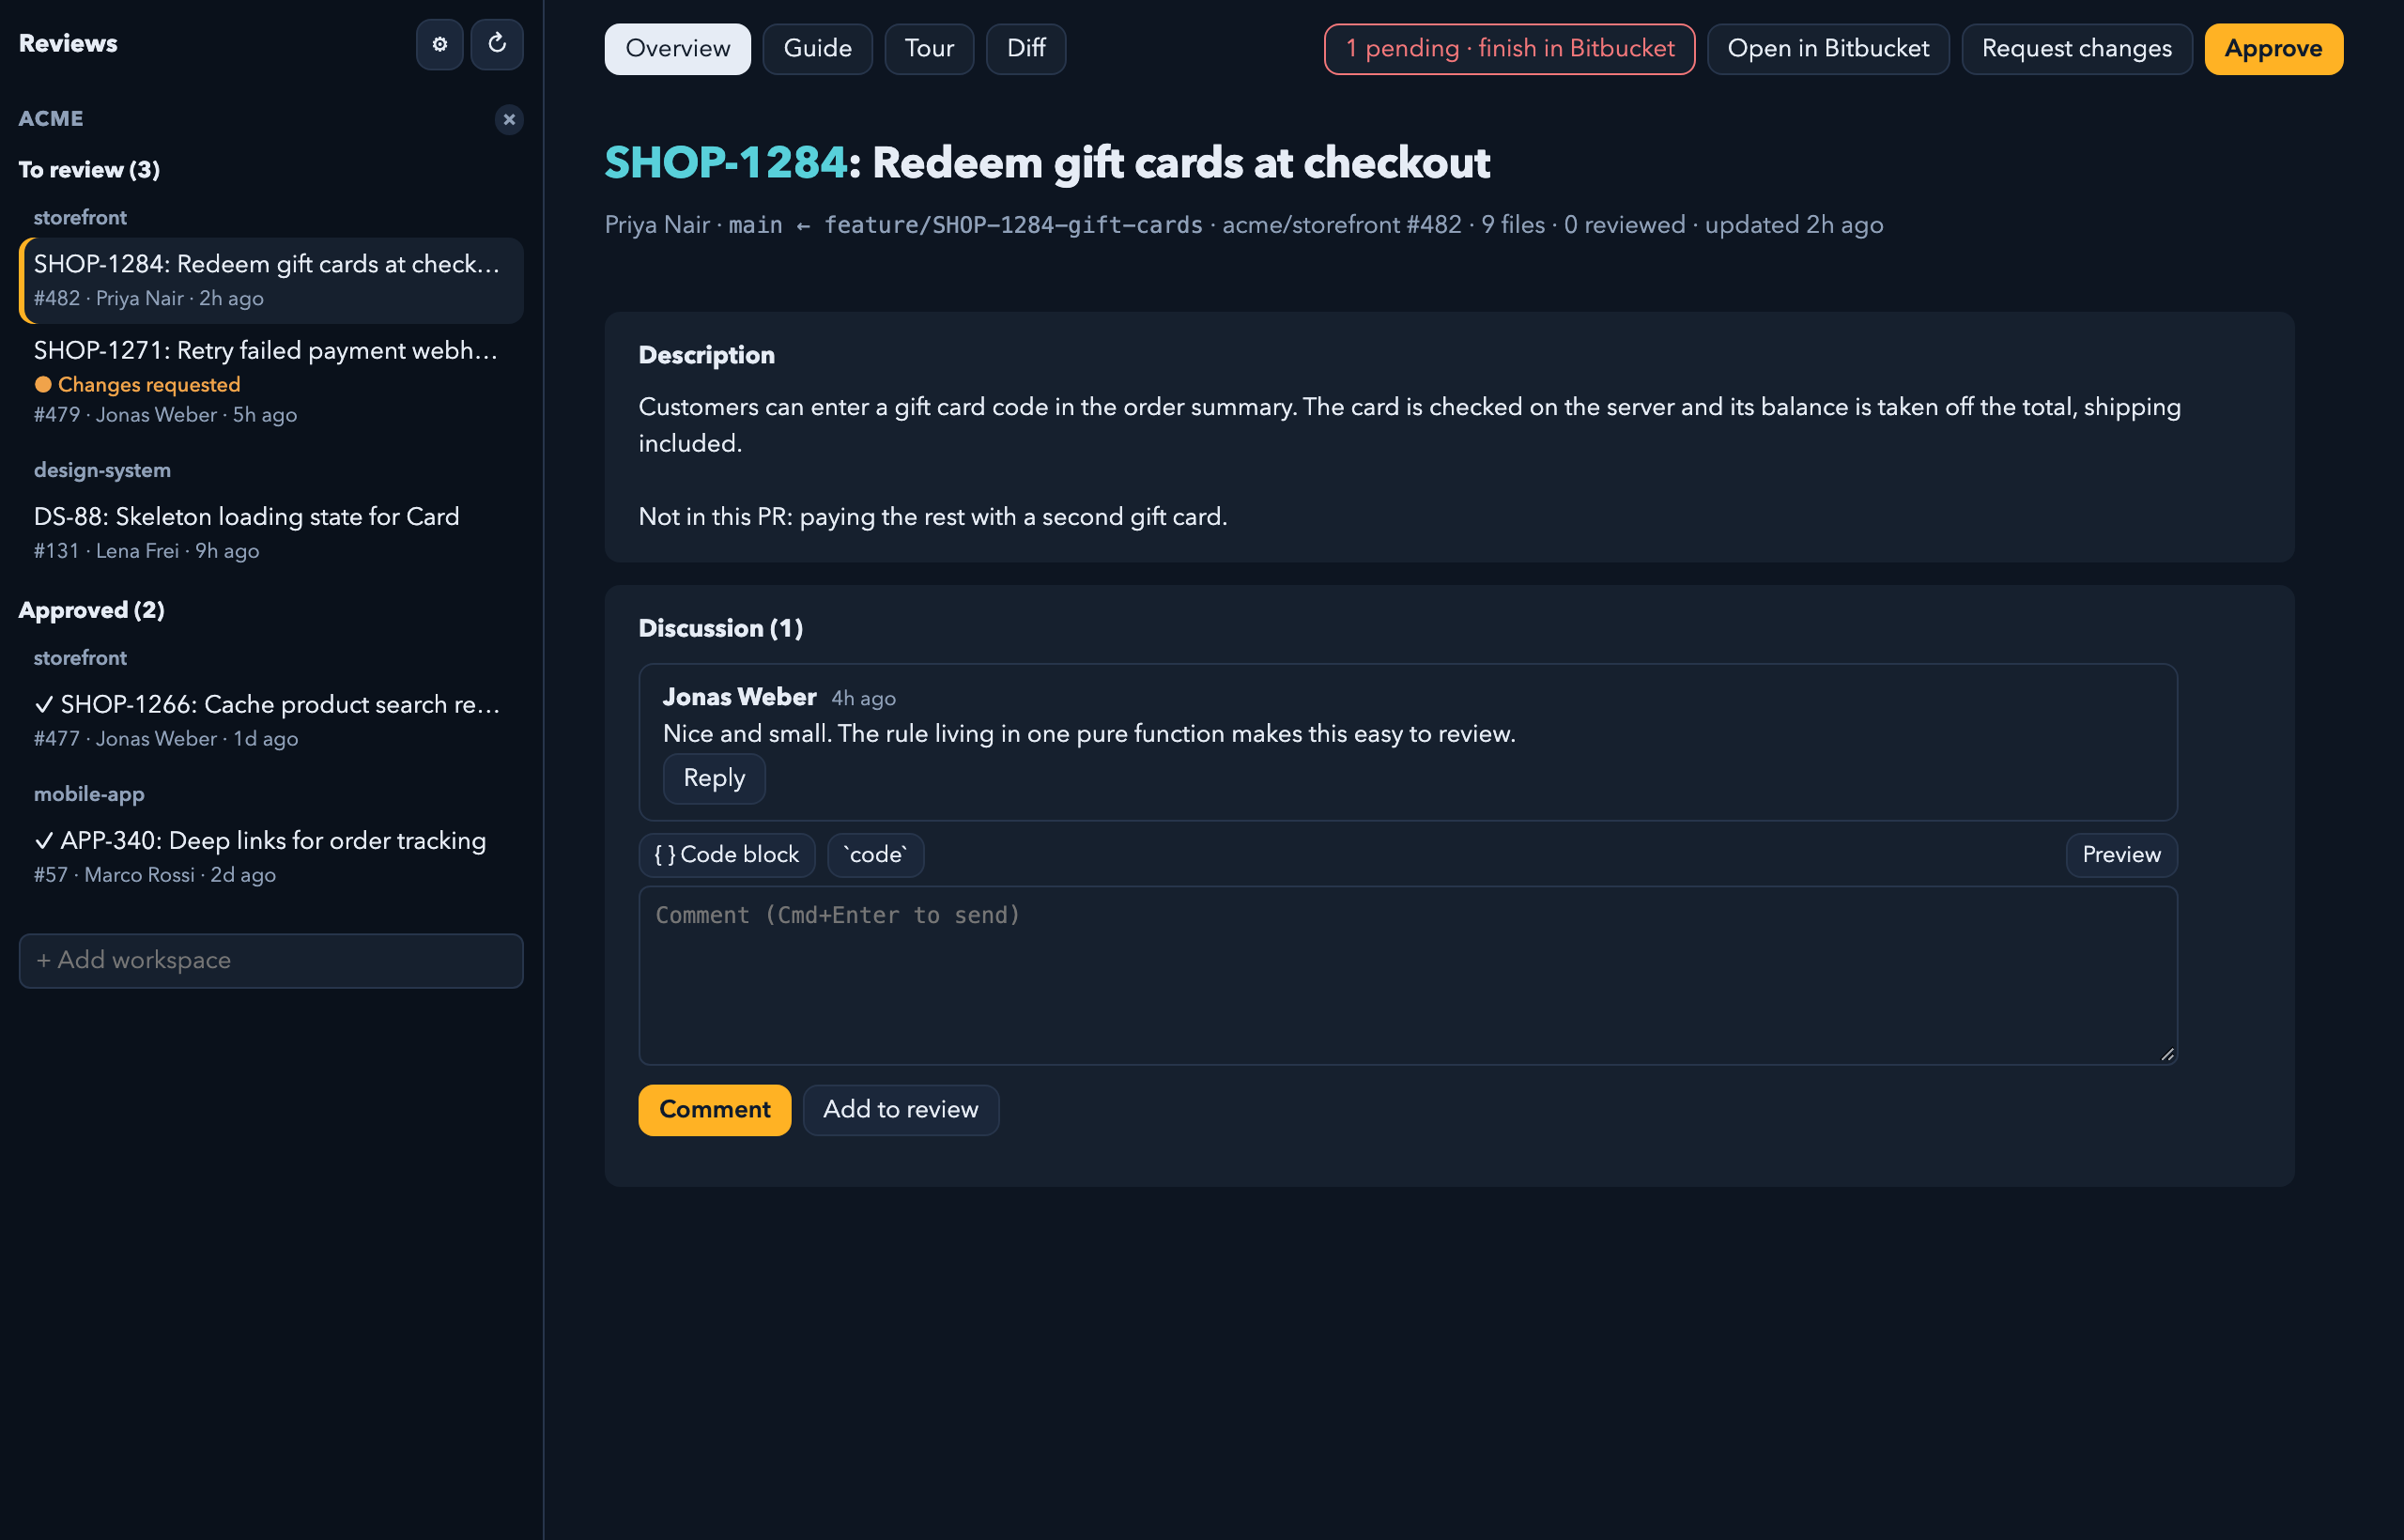 Reviews
ACME
To review (3)
storefront
SHOP-1284: Redeem gift cards at check…
#482 · Priya Nair · 2h ago
SHOP-1271: Retry failed payment webh…
Changes requested
#479 · Jonas Weber · 5h ago
design-system
DS-88: Skeleton loading state for Card
#131 · Lena Frei · 9h ago
Approved (2)
storefront
✓ SHOP-1266: Cache product search re…
#477 · Jonas Weber · 1d ago
mobile-app
✓ APP-340: Deep links for order tracking
#57 · Marco Rossi · 2d ago
+ Add workspace
Overview Guide Tour Diff 1 pending · finish in Bitbucket Open in Bitbucket Request changes Approve
SHOP-1284: Redeem gift cards at checkout
Priya Nair · main ← feature/SHOP-1284-gift-cards · acme/storefront #482 · 9 files · 0 reviewed · updated 2h ago
Description
Customers can enter a gift card code in the order summary. The card is checked on the server and its balance is taken off the total, shipping
included.
Not in this PR: paying the rest with a second gift card.
Discussion (1)
Jonas Weber 4h ago
Nice and small. The rule living in one pure function makes this easy to review.
Reply
{ } Code block `code` Preview
Comment (Cmd+Enter to send)
Comment Add to review